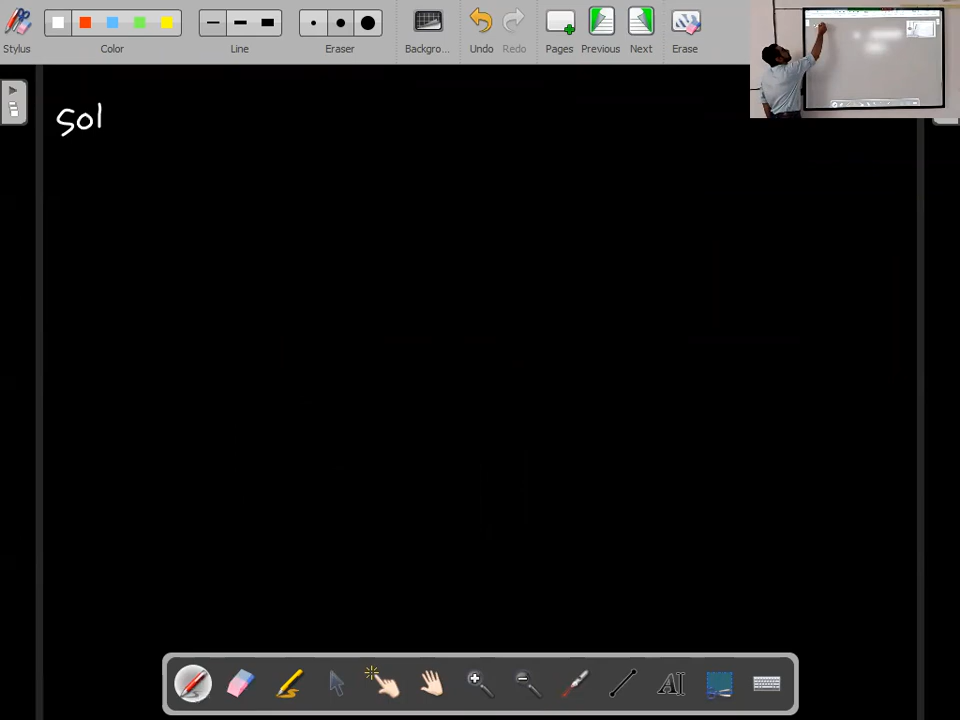 Stylus
Color
Line
Eraser
Backgro...
Undo
Redo
Pages
Previous
Next
Erase
Sol